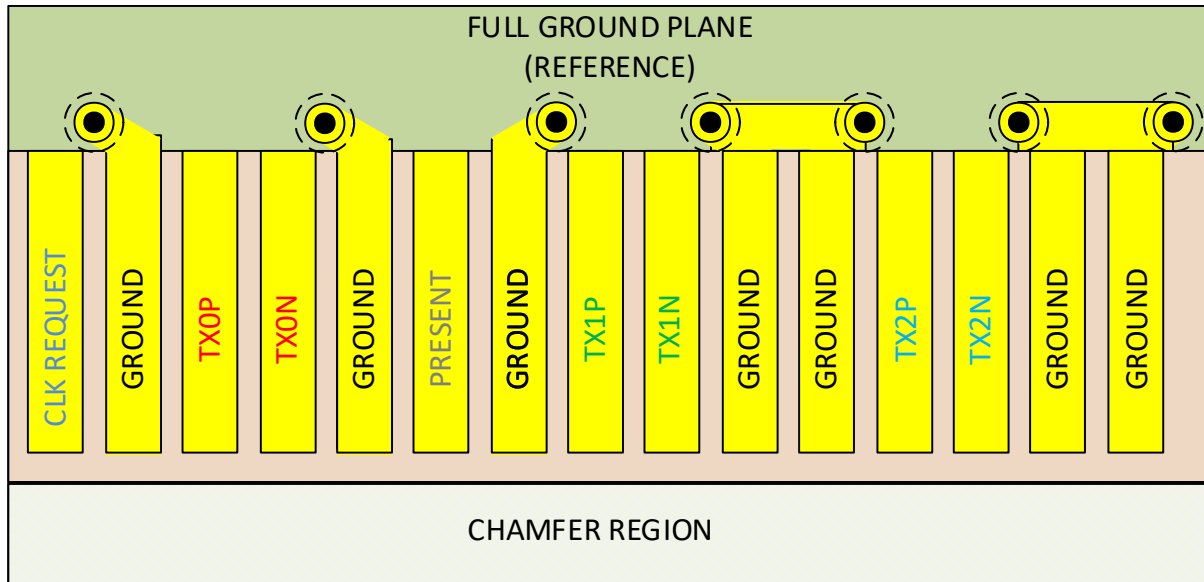 FULL GROUND PLANE
(REFERENCE)
CLK REQUEST
GROUND
TX0P
TX0N
GROUND
PRESENT
GROUND
TX1P
TX1N
GROUND
GROUND
TX2P
TX2N
GROUND
GROUND
CHAMFER REGION